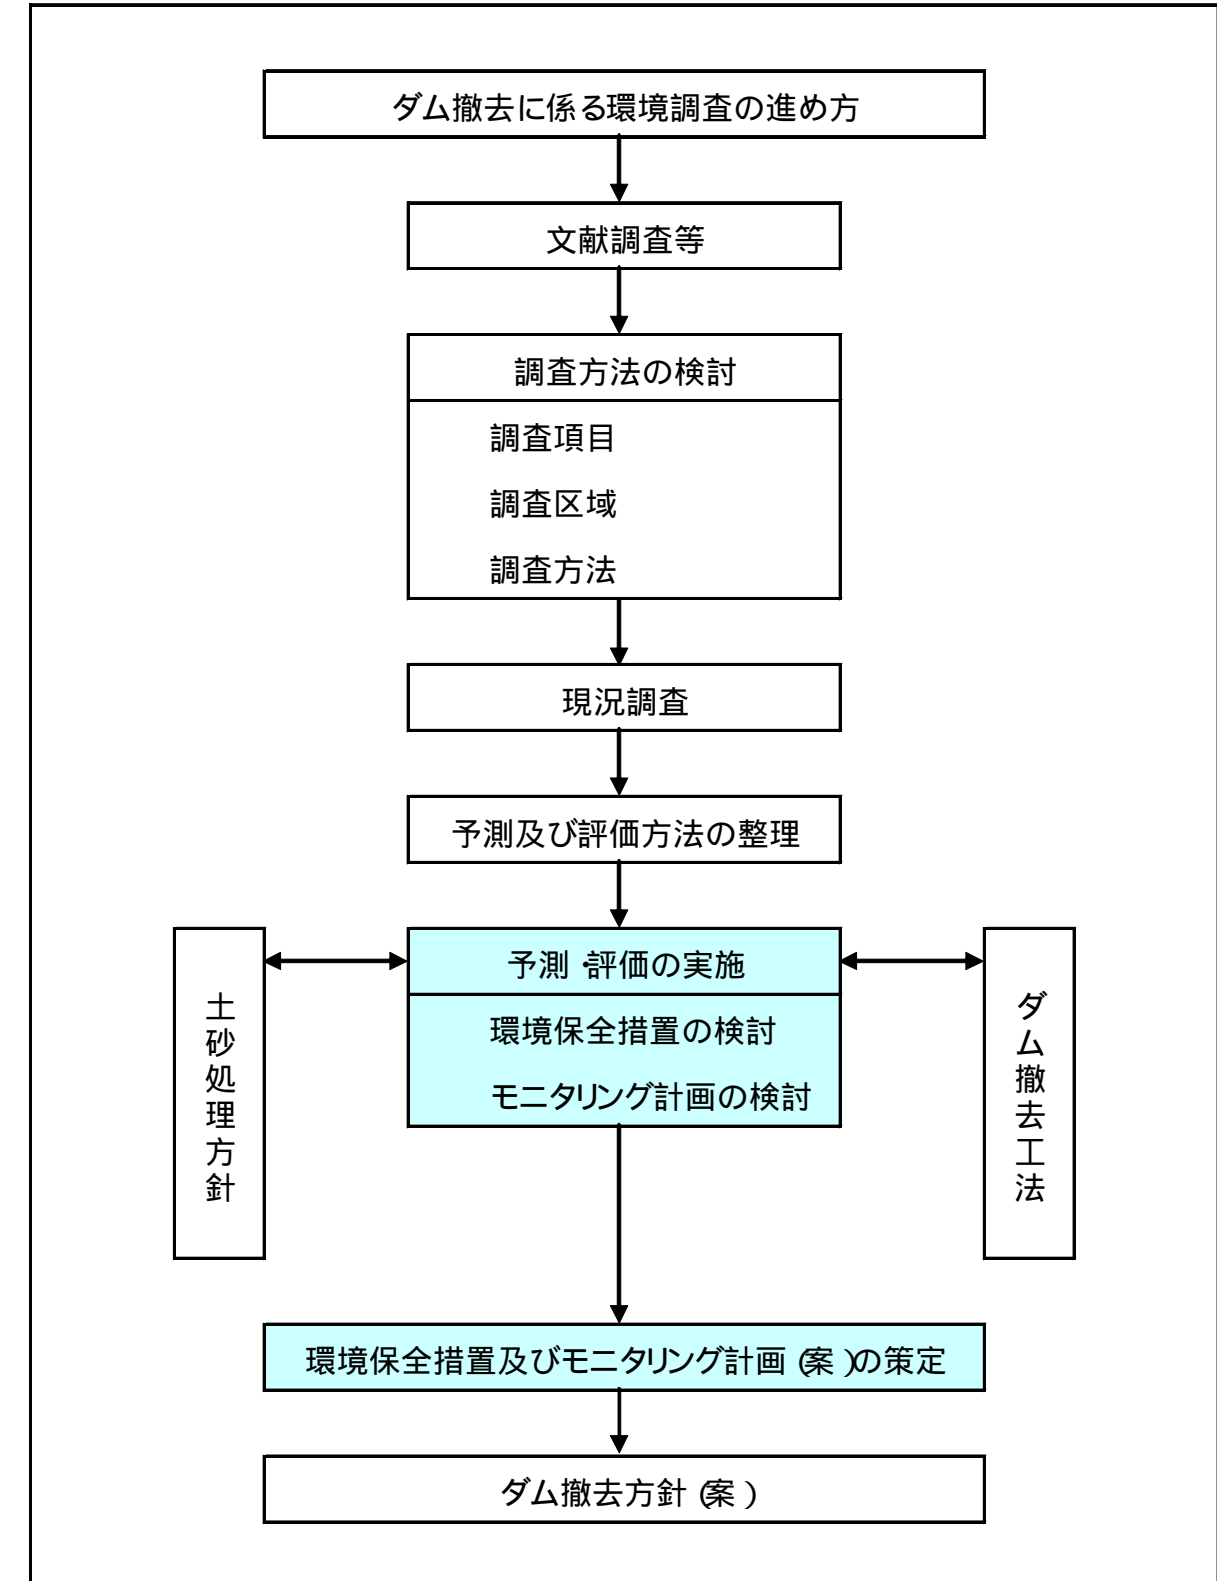 ダム撤去に係る環境調査の進め方
文献調査等
調査方法の検討
調査項目
調査区域
調査方法
現況調査
予測及び評価方法の整理
土砂処理方針
予測・評価の実施
環境保全措置の検討
モニタリング計画の検討
ダム撤去工法
環境保全措置及びモニタリング計画(案)の策定
ダム撤去方針(案)